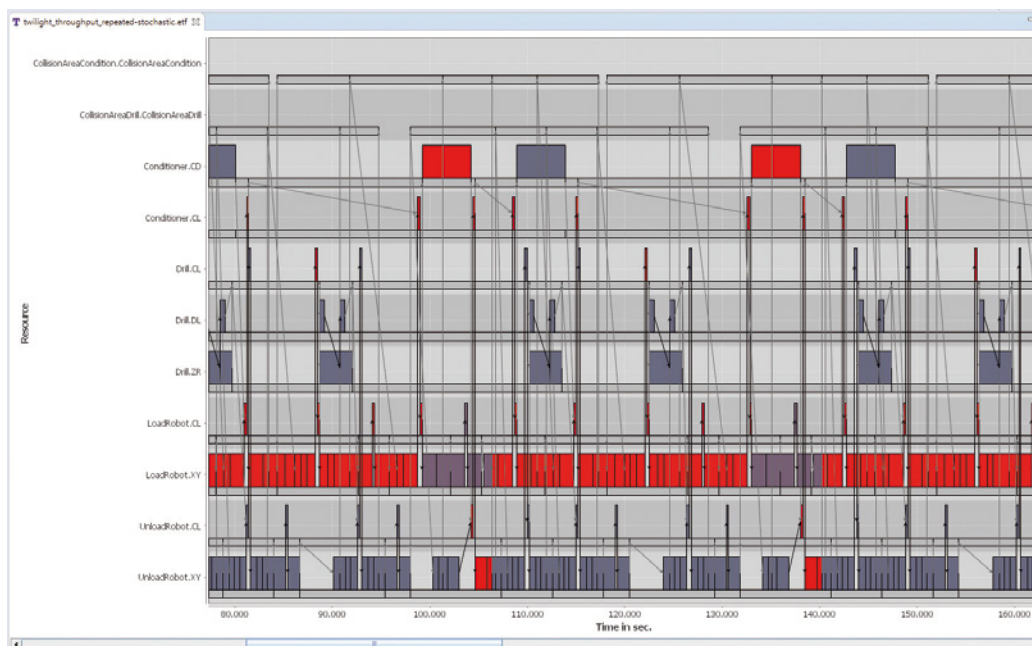 twilight_throughput_repeated-stochastic.etf
CollisionAreaCondition.CollisionAreaCondition
CollisionAreaDrill.CollisionAreaDrill
Conditioner.CD
Conditioner.CL
Drill.CL
Drill.DL
Drill.ZR
LoadRobot.CL
LoadRobot.XY
UnloadRobot.CL
UnloadRobot.XY
Resource
80.000 90.000 100.000 110.000 120.000 130.000 140.000 150.000 160.000
Time in sec.